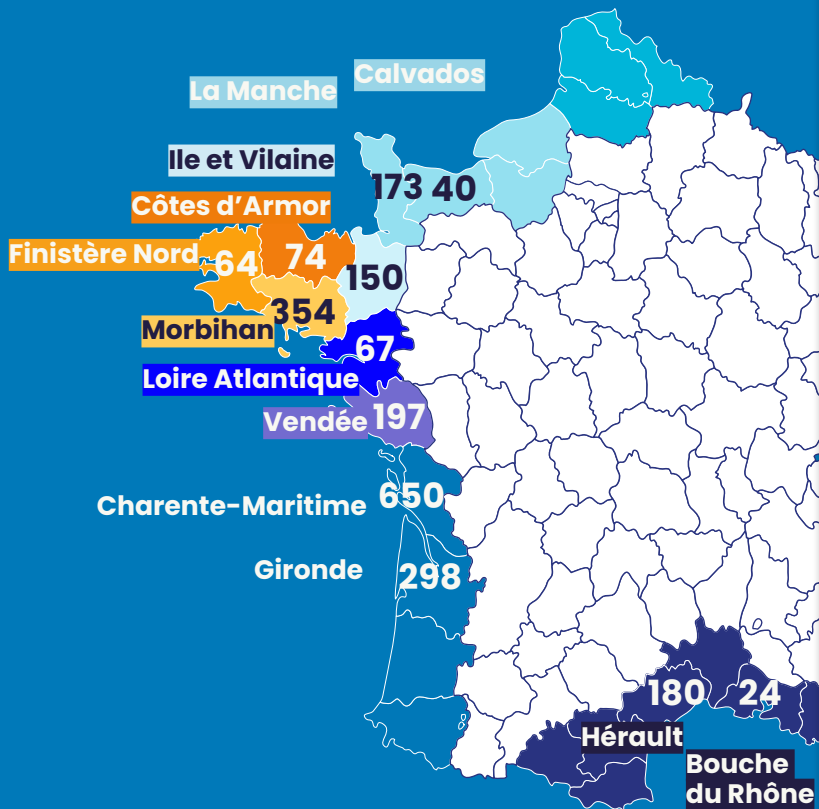 Calvados
La Manche
Ile et Vilaine
173 40
Côtes d’Armor
Finistère Nord
64
74
150
354
Morbihan
67
Loire Atlantique
Vendée
197
650
Charente-Maritime
Gironde
298
180
24
Hérault
Bouche
du Rhône